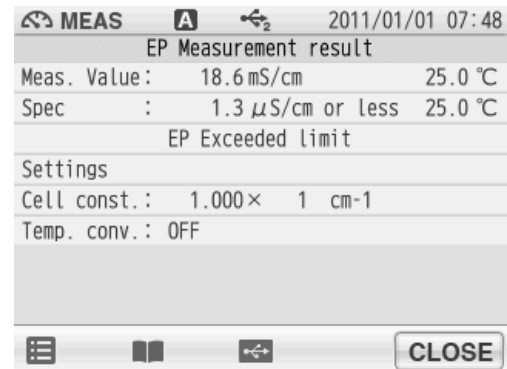 MEAS A 2 2011/01/01 07:48
EP Measurement result
Meas. Value: 18.6 mS/cm 25.0 ℃
Spec : 1.3 μS/cm or less 25.0 ℃
EP Exceeded limit
Settings
Cell const.: 1.000× 1 cm-1
Temp. conv.: OFF
CLOSE